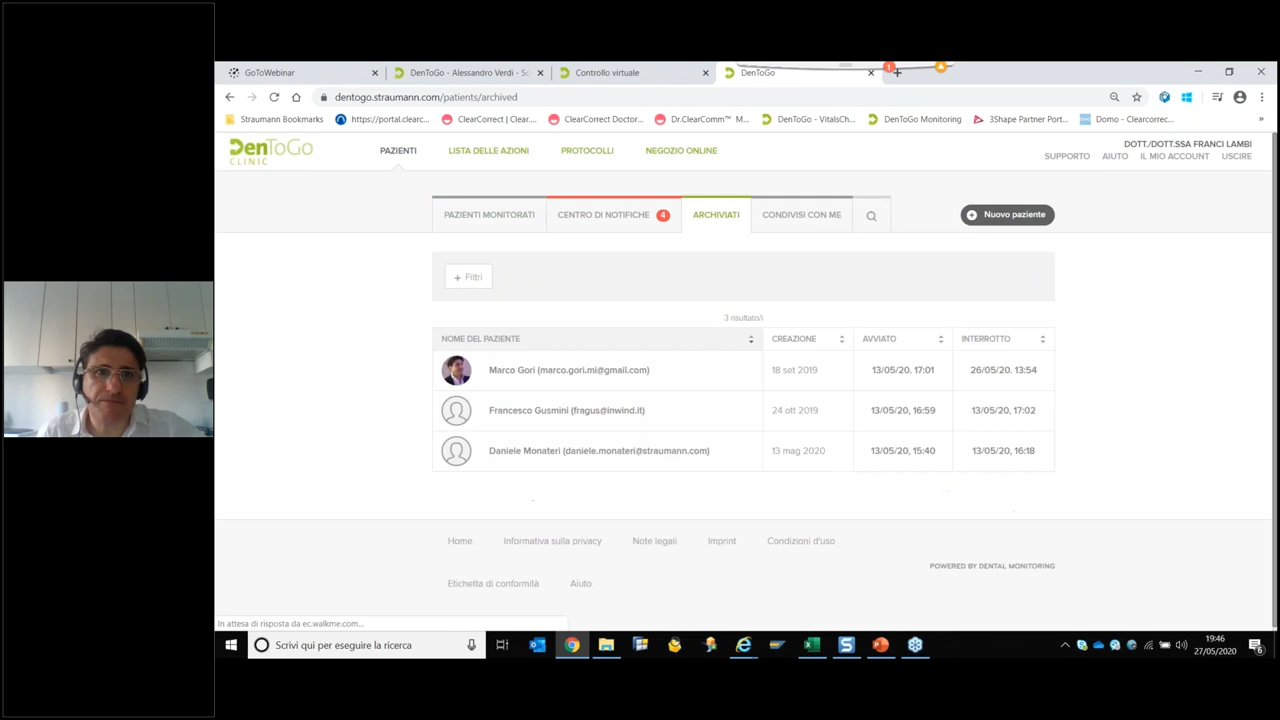 GoToWebinar
DenToGo - Alessandro Verdi - Sc
Controllo virtuale
DenToGo
1
dentogo.straumann.com/patients/archived
Straumann Bookmarks
https://portal.clearc...
ClearCorrect | Clear...
ClearCorrect Doctor...
Dr.ClearComm™ M...
DenToGo - VitalsCh...
DenToGo Monitoring
3Shape Partner Port...
Domo - Clearcorrec...
DenToGo
CLINIC
PAZIENTI
LISTA DELLE AZIONI
PROTOCOLLI
NEGOZIO ONLINE
DOTT./DOTT.SSA FRANCI LAMBI
SUPPORTO
AIUTO
IL MIO ACCOUNT
USCIRE
PAZIENTI MONITORATI
CENTRO DI NOTIFICHE 4
ARCHIVIATI
CONDIVISI CON ME
Nuovo paziente
+ Filtri
3 risultato/i
NOME DEL PAZIENTE
CREAZIONE
AVVIATO
INTERROTTO
Marco Gori (marco.gori.mi@gmail.com)
18 set 2019
13/05/20, 17:01
26/05/20, 13:54
Francesco Gusmini (fragus@inwind.it)
24 ott 2019
13/05/20, 16:59
13/05/20, 17:02
Daniele Monateri (daniele.monateri@straumann.com)
13 mag 2020
13/05/20, 15:40
13/05/20, 16:18
Home
Informativa sulla privacy
Note legali
Imprint
Condizioni d'uso
POWERED BY DENTAL MONITORING
Etichetta di conformità
Aiuto
In attesa di risposta da ec.walkme.com...
Scrivi qui per eseguire la ricerca
19:46
27/05/2020
6